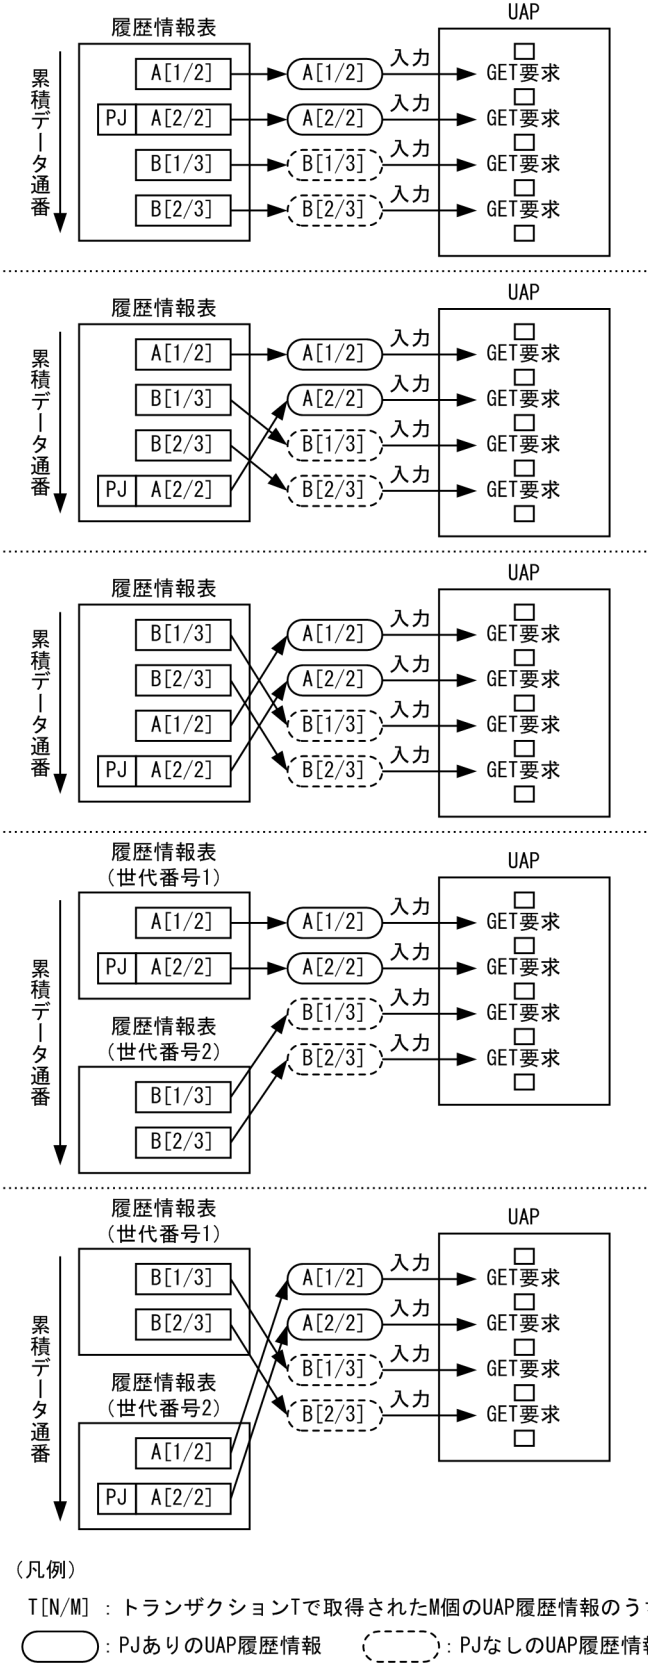 履歴情報表
UAP
累積データ通番
A[1/2]
A[1/2]
入力
GET要求
PJ A[2/2]
A[2/2]
入力
GET要求
B[1/3]
B[1/3]
入力
GET要求
B[2/3]
B[2/3]
入力
GET要求
履歴情報表
UAP
累積データ通番
A[1/2]
A[1/2]
入力
GET要求
B[1/3]
A[2/2]
入力
GET要求
B[2/3]
B[1/3]
入力
GET要求
PJ A[2/2]
B[2/3]
入力
GET要求
履歴情報表
UAP
累積データ通番
B[1/3]
A[1/2]
入力
GET要求
B[2/3]
A[2/2]
入力
GET要求
A[1/2]
B[1/3]
入力
GET要求
PJ A[2/2]
B[2/3]
入力
GET要求
履歴情報表
(世代番号1)
UAP
累積データ通番
A[1/2]
A[1/2]
入力
GET要求
PJ A[2/2]
A[2/2]
入力
GET要求
履歴情報表
(世代番号2)
B[1/3]
入力
GET要求
B[2/3]
入力
GET要求
B[1/3]
B[2/3]
履歴情報表
(世代番号1)
UAP
累積データ通番
B[1/3]
A[1/2]
入力
GET要求
B[2/3]
A[2/2]
入力
GET要求
履歴情報表
(世代番号2)
B[1/3]
入力
GET要求
B[2/3]
入力
GET要求
A[1/2]
PJ A[2/2]
(凡例)
T[N/M] : トランザクションTで取得されたM個のUAP履歴情報のう
: PJありのUAP履歴情報
: PJなしのUAP履歴情